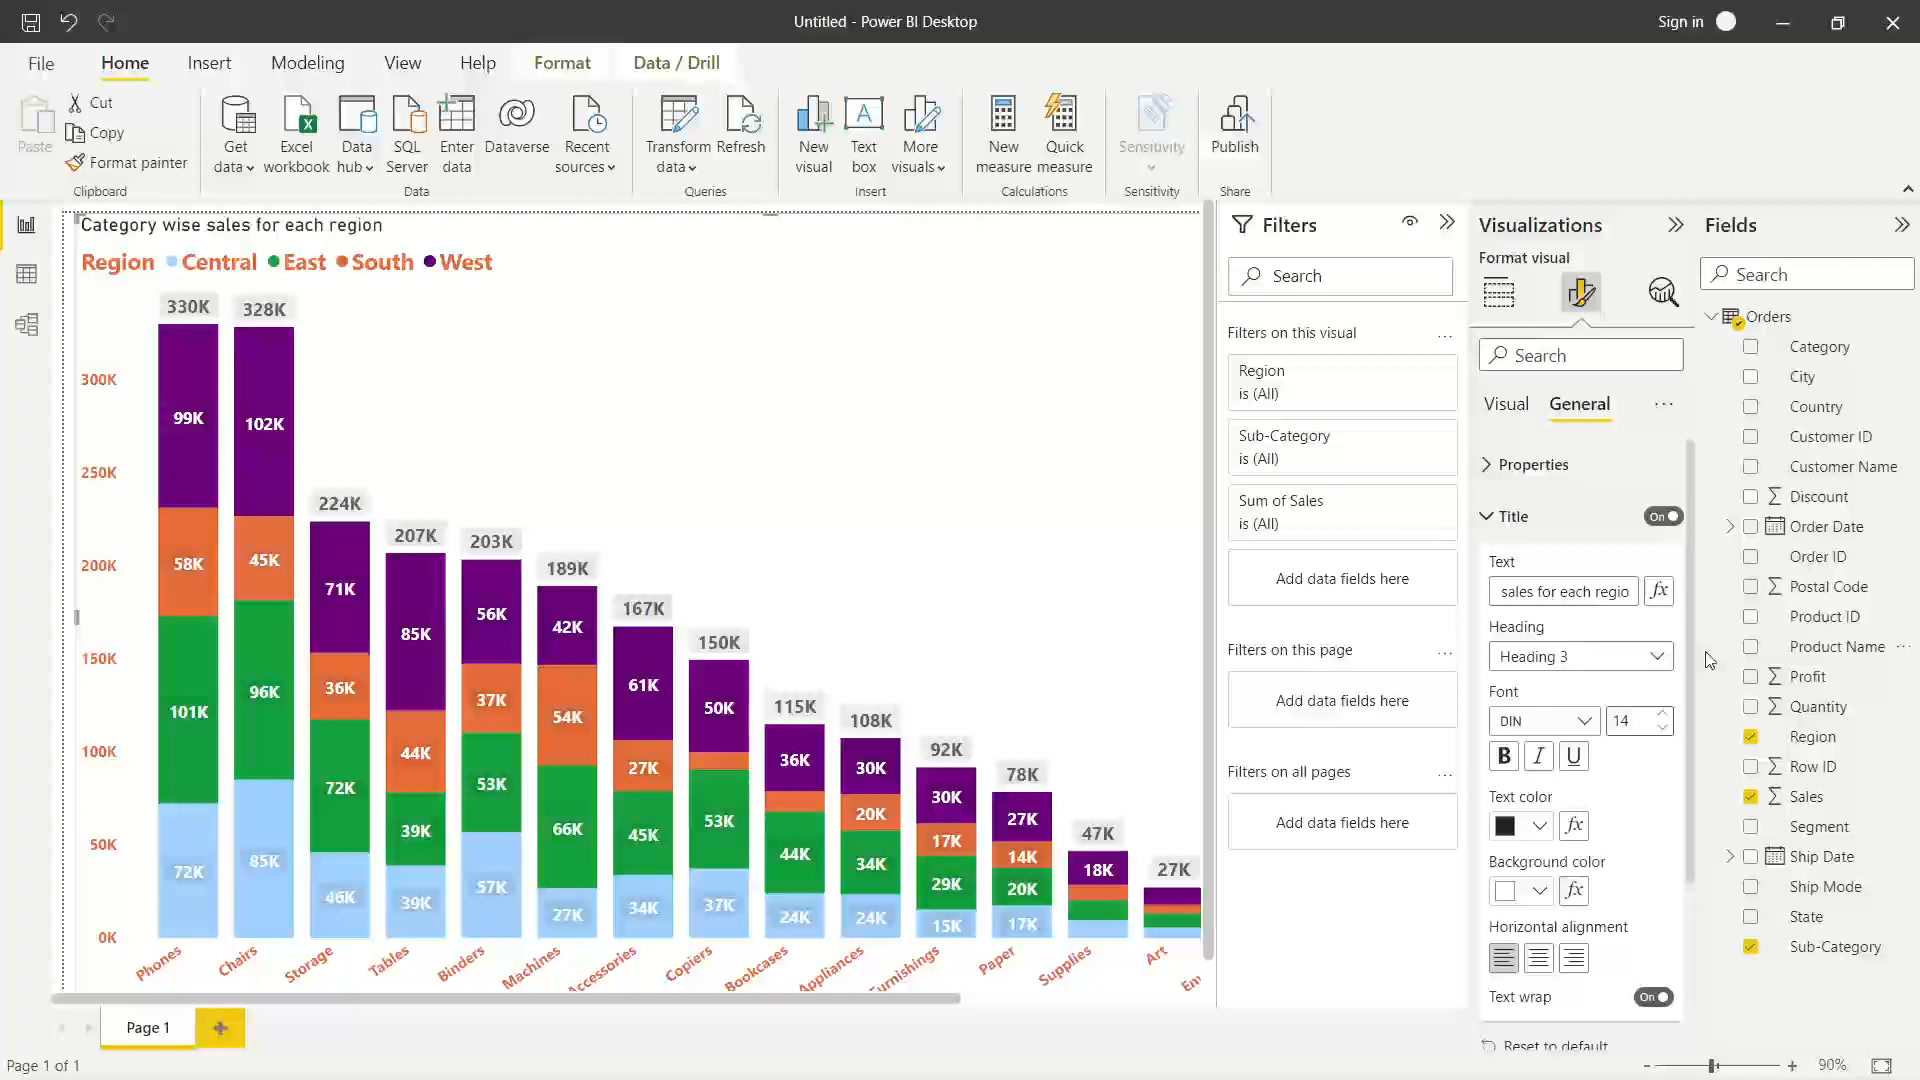 Untitled - Power BI Desktop
Sign in
File Home Insert Modeling View Help Format Data / Drill
Paste
Cut
Copy
Format painter
Clipboard
Get data
Excel workbook
Data hub
SQL Server
Enter data
Dataverse
Recent sources
Data
Transform data
Refresh
Queries
New visual
Text box
More visuals
Insert
New measure
Quick measure
Calculations
Sensitivity
Sensitivity
Publish
Share
Category wise sales for each region
Region Central East South West
300K
250K
200K
150K
100K
50K
0K
330K
99K
58K
101K
72K
328K
102K
45K
96K
85K
224K
71K
36K
72K
46K
207K
85K
44K
39K
39K
203K
56K
37K
53K
57K
189K
42K
54K
66K
27K
167K
61K
27K
45K
34K
150K
50K
53K
37K
115K
36K
44K
24K
108K
30K
20K
34K
24K
92K
30K
17K
29K
15K
78K
27K
14K
20K
17K
47K
18K
27K
Phones
Chairs
Storage
Tables
Binders
Machines
Accessories
Copiers
Bookcases
Appliances
Furnishings
Paper
Supplies
Art
En
Page 1
Page 1 of 1
Filters
Search
Filters on this visual
...
Region
is (All)
Sub-Category
is (All)
Sum of Sales
is (All)
Add data fields here
Filters on this page
...
Add data fields here
Filters on all pages
...
Add data fields here
Visualizations
Format visual
Search
Visual General ...
Properties
Title On
Text
sales for each regio fx
Heading
Heading 3
Font
DIN 14
B I U
Text color
fx
Background color
fx
Horizontal alignment
Text wrap On
Reset to default
Fields
Search
Orders
Category
City
Country
Customer ID
Customer Name
Σ Discount
Order Date
Order ID
Σ Postal Code
Product ID
Product Name ...
Σ Profit
Σ Quantity
Region
Σ Row ID
Σ Sales
Segment
Ship Date
Ship Mode
State
Sub-Category
- + 90%